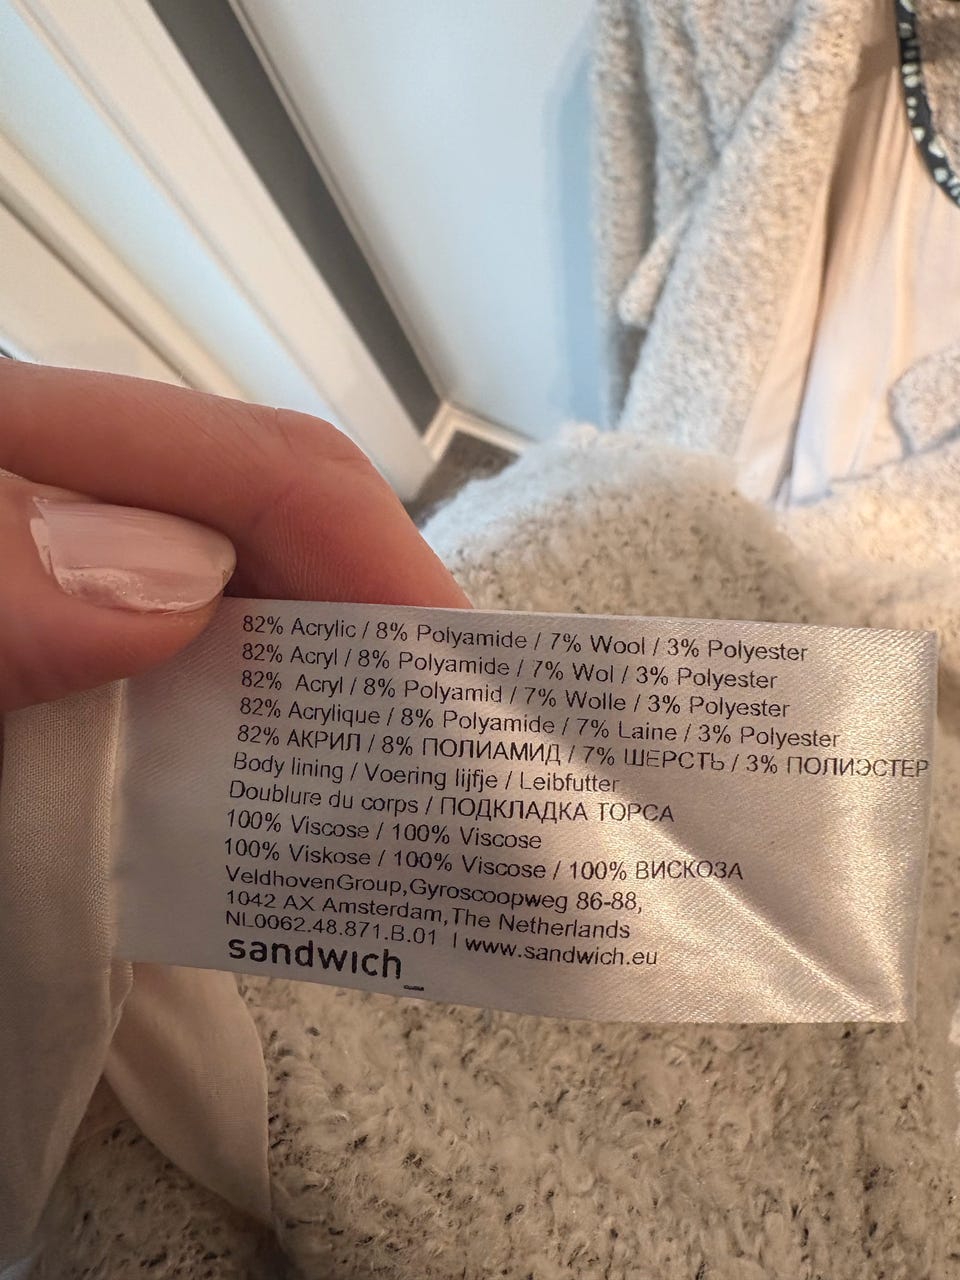 82% Acrylic / 8% Polyamide / 7% Wool / 3% Polyester
82% Acryl / 8% Polyamide / 7% Wol / 3% Polyester
82% Acryl / 8% Polyamid / 7% Wolle / 3% Polyester
82% Acrylique / 8% Polyamide / 7% Laine / 3% Polyester
82% АКРИЛ / 8% ПОЛИАМИД / 7% ШЕРСТЬ / 3% ПОЛИЭСТЕР
Body lining / Voering lijfje / Leibfutter
Doublure du corps / ПОДКЛАДКА ТОРСА
100% Viscose / 100% Viscose
100% Viskose / 100% Viscose / 100% ВИСКОЗА
VeldhovenGroup,Gyroscoopweg 86-88,
1042 AX Amsterdam,The Netherlands
NL0062.48.871.B.01 | www.sandwich.eu
sandwich_